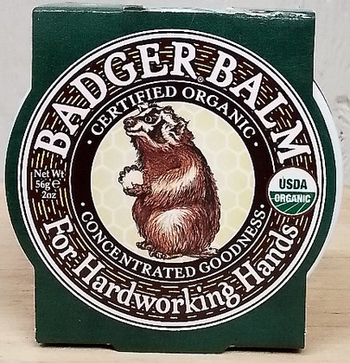 BADGER® BALM
· CERTIFIED ORGANIC ·
Net Wt
56g ℮
2oz
USDA
ORGANIC
· CONCENTRATED GOODNESS ·
For Hardworking Hands